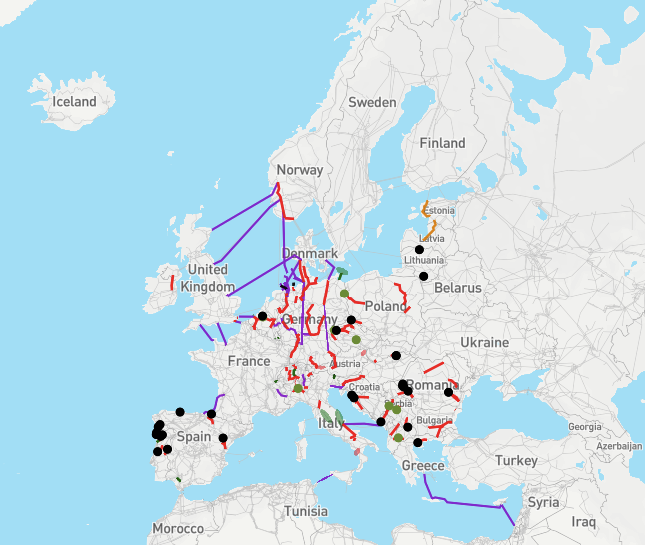 Iceland
Sweden
Finland
Norway
Estonia
Latvia
Denmark
Lithuania
United
Kingdom
Belarus
Poland
Germany
Ukraine
France
Austria
Croatia
Romania
Serbia
Italy
Bulgaria
Spain
Georgia
Azerbaijan
Greece
Turkey
Syria
Tunisia
Iraq
Morocco